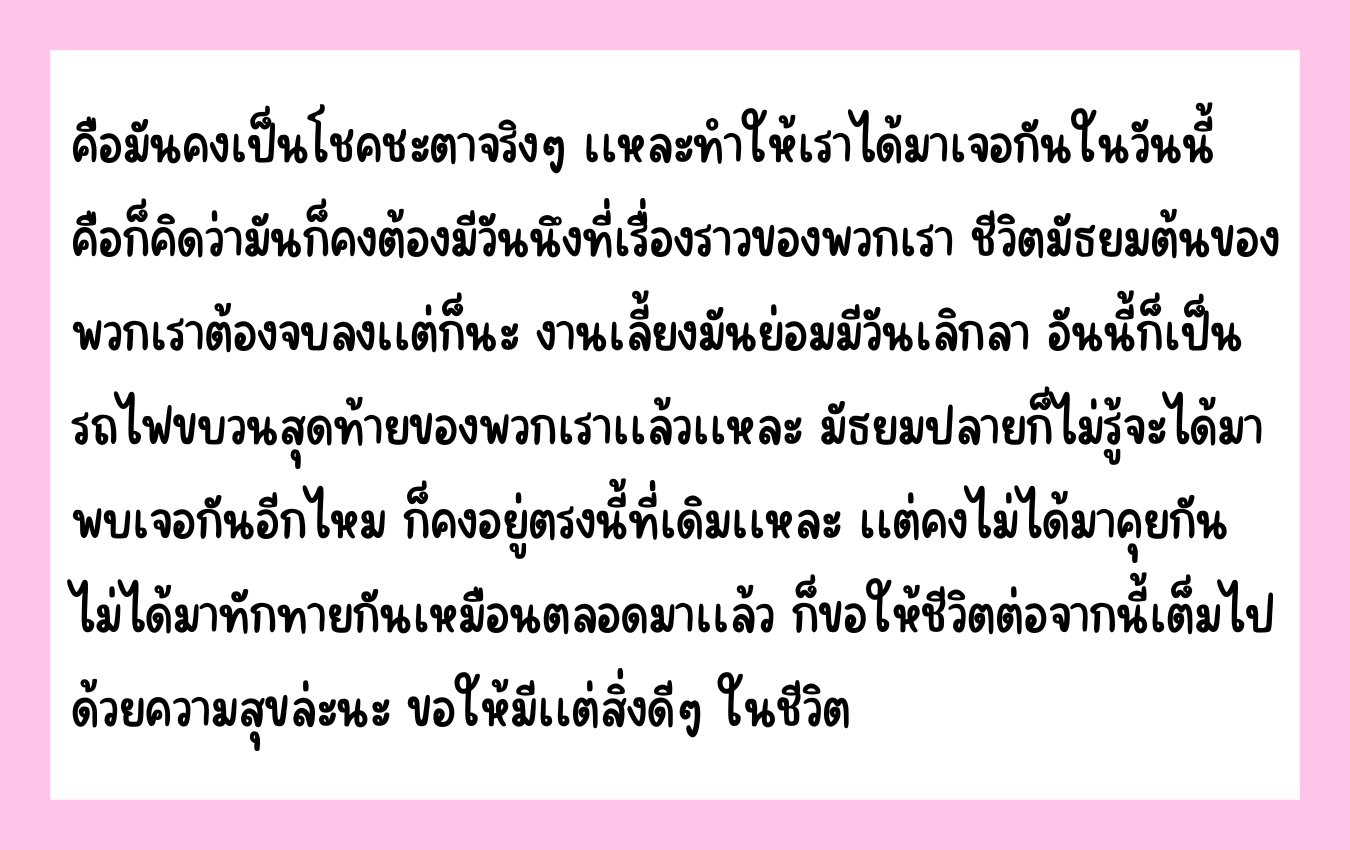 คือมันคงเป็นโชคชะตาจริงๆ แหละทำให้เราได้มาเจอกันในวันนี้
คือก็คิดว่ามันก็คงต้องมีวันนึงที่เรื่องราวของพวกเรา ชีวิตมัธยมต้นของ
พวกเราต้องจบลงแต่ก็นะ งานเลี้ยงมันย่อมมีวันเลิกลา อันนี้ก็เป็น
รถไฟขบวนสุดท้ายของพวกเราแล้วแหละ มัธยมปลายก็ไม่รู้จะได้มา
พบเจอกันอีกไหม ก็คงอยู่ตรงนี้ที่เดิมแหละ แต่คงไม่ได้มาคุยกัน
ไม่ได้มาทักทายกันเหมือนตลอดมาแล้ว ก็ขอให้ชีวิตต่อจากนี้เต็มไป
ด้วยความสุขล่ะนะ ขอให้มีแต่สิ่งดีๆ ในชีวิต